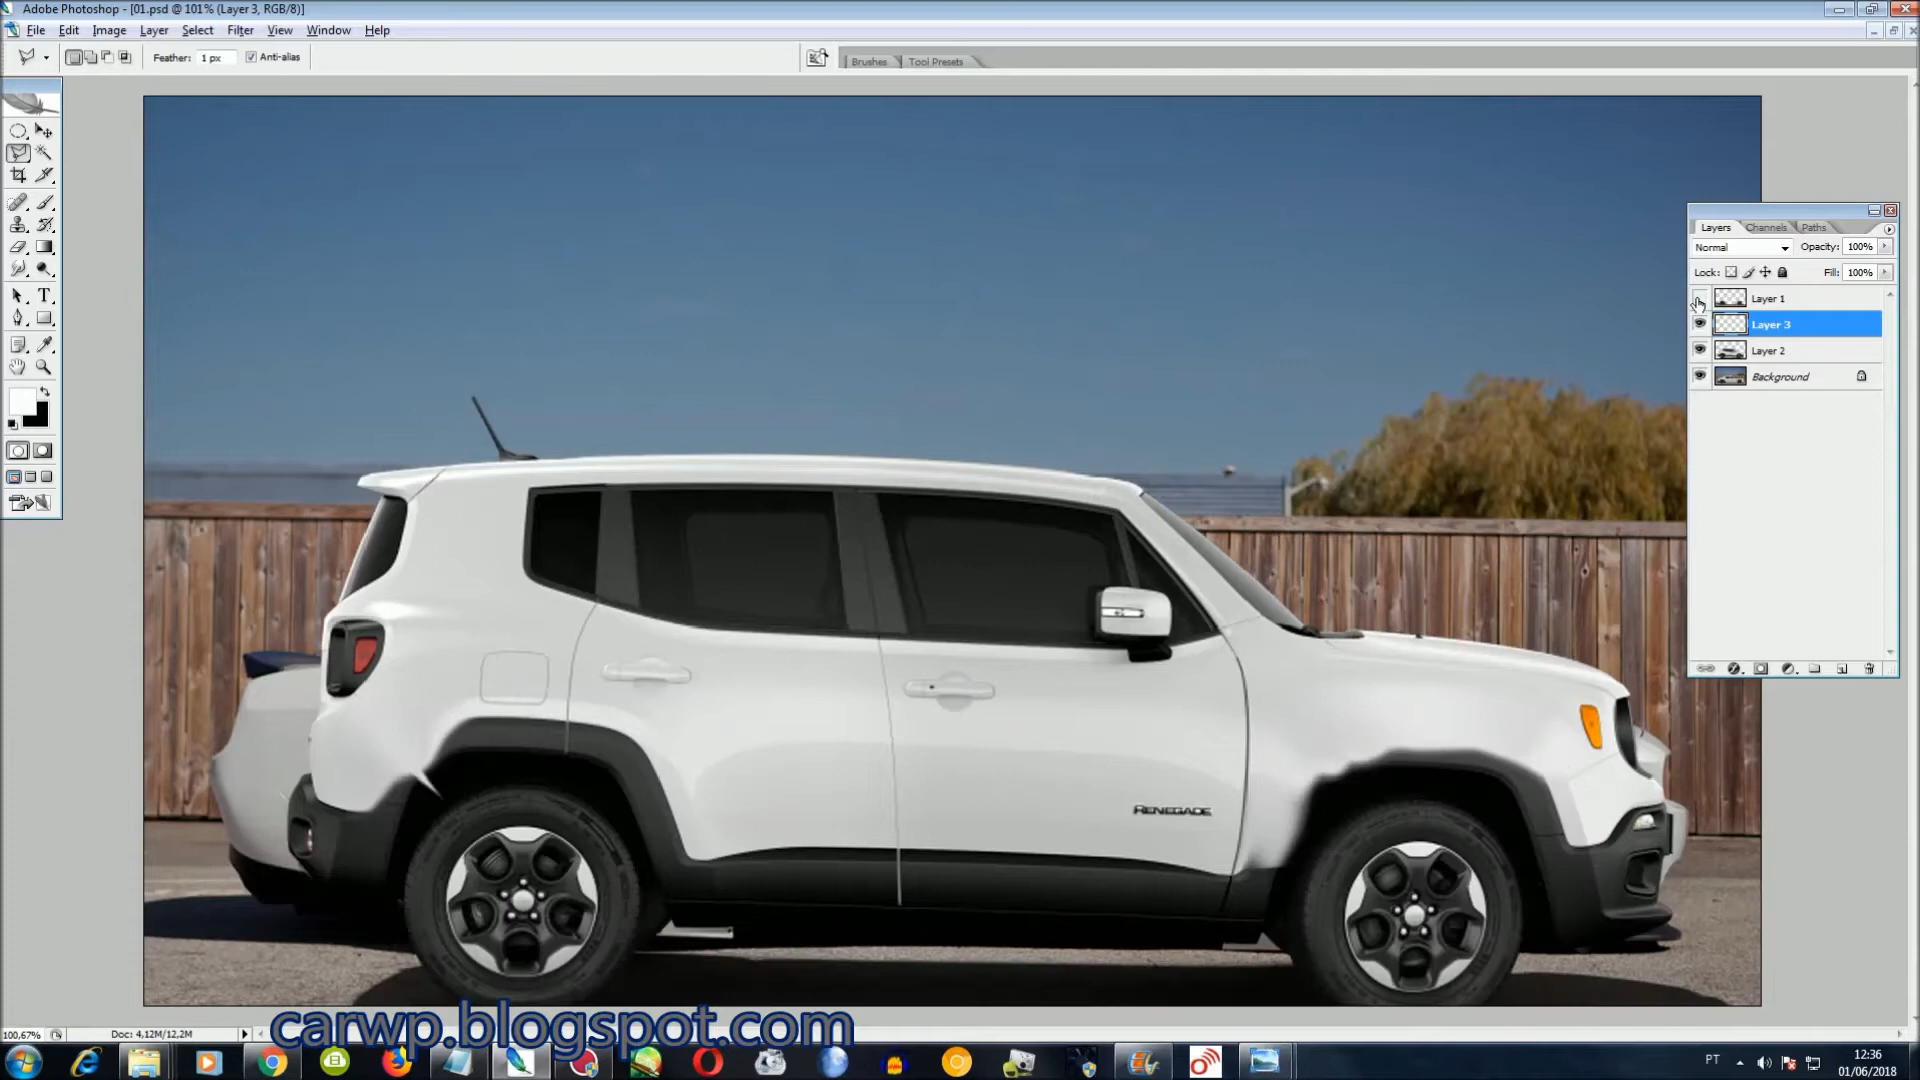 Adobe Photoshop - [01.psd @ 101% (Layer 3, RGB/8)]
File Edit Image Layer Select Filter View Window Help
Feather: 1 px Anti-alias
Brushes Tool Presets
Layers Channels Paths
Normal Opacity: 100%
Lock: Fill: 100%
Layer 1
Layer 3
Layer 2
Background
RENEGADE
100,67% Doc: 4,12M/12,2M
carwp.blogspot.com
PT 12:36
01/06/2018